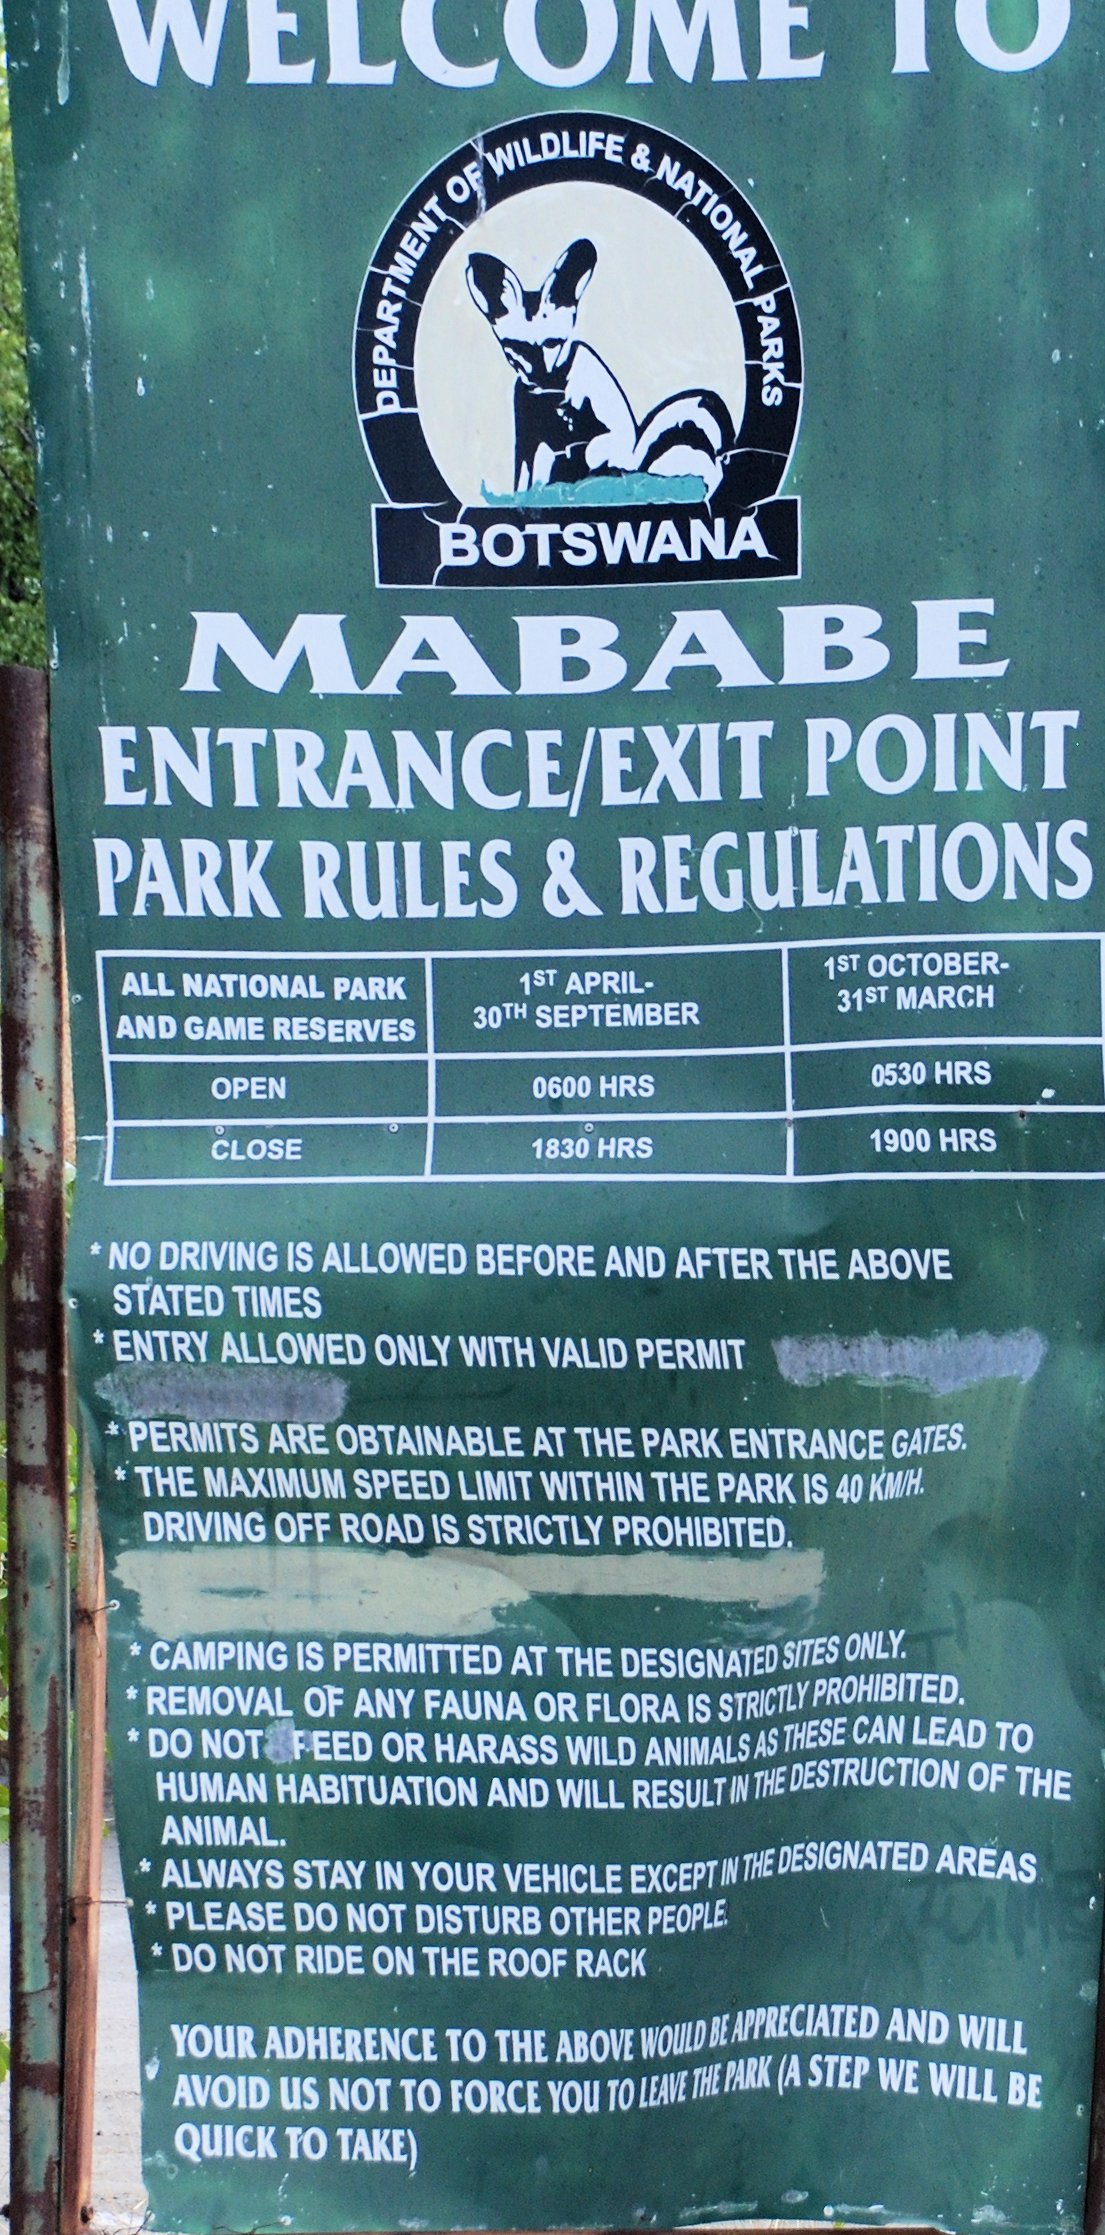 WELCOME TO
DEPARTMENT OF WILDLIFE & NATIONAL PARKS
BOTSWANA
MABABE
ENTRANCE/EXIT POINT
PARK RULES & REGULATIONS
ALL NATIONAL PARK AND GAME RESERVES 1ST APRIL- 30TH SEPTEMBER 1ST OCTOBER- 31ST MARCH
OPEN 0600 HRS 0530 HRS
CLOSE 1830 HRS 1900 HRS
* NO DRIVING IS ALLOWED BEFORE AND AFTER THE ABOVE
STATED TIMES
* ENTRY ALLOWED ONLY WITH VALID PERMIT
* PERMITS ARE OBTAINABLE AT THE PARK ENTRANCE GATES.
* THE MAXIMUM SPEED LIMIT WITHIN THE PARK IS 40 KM/H.
DRIVING OFF ROAD IS STRICTLY PROHIBITED.
* CAMPING IS PERMITTED AT THE DESIGNATED SITES ONLY.
* REMOVAL OF ANY FAUNA OR FLORA IS STRICTLY PROHIBITED.
* DO NOT FEED OR HARASS WILD ANIMALS AS THESE CAN LEAD TO
HUMAN HABITUATION AND WILL RESULT IN THE DESTRUCTION OF THE
ANIMAL.
* ALWAYS STAY IN YOUR VEHICLE EXCEPT IN THE DESIGNATED AREAS
* PLEASE DO NOT DISTURB OTHER PEOPLE.
* DO NOT RIDE ON THE ROOF RACK
YOUR ADHERENCE TO THE ABOVE WOULD BE APPRECIATED AND WILL
AVOID US NOT TO FORCE YOU TO LEAVE THE PARK (A STEP WE WILL BE
QUICK TO TAKE)